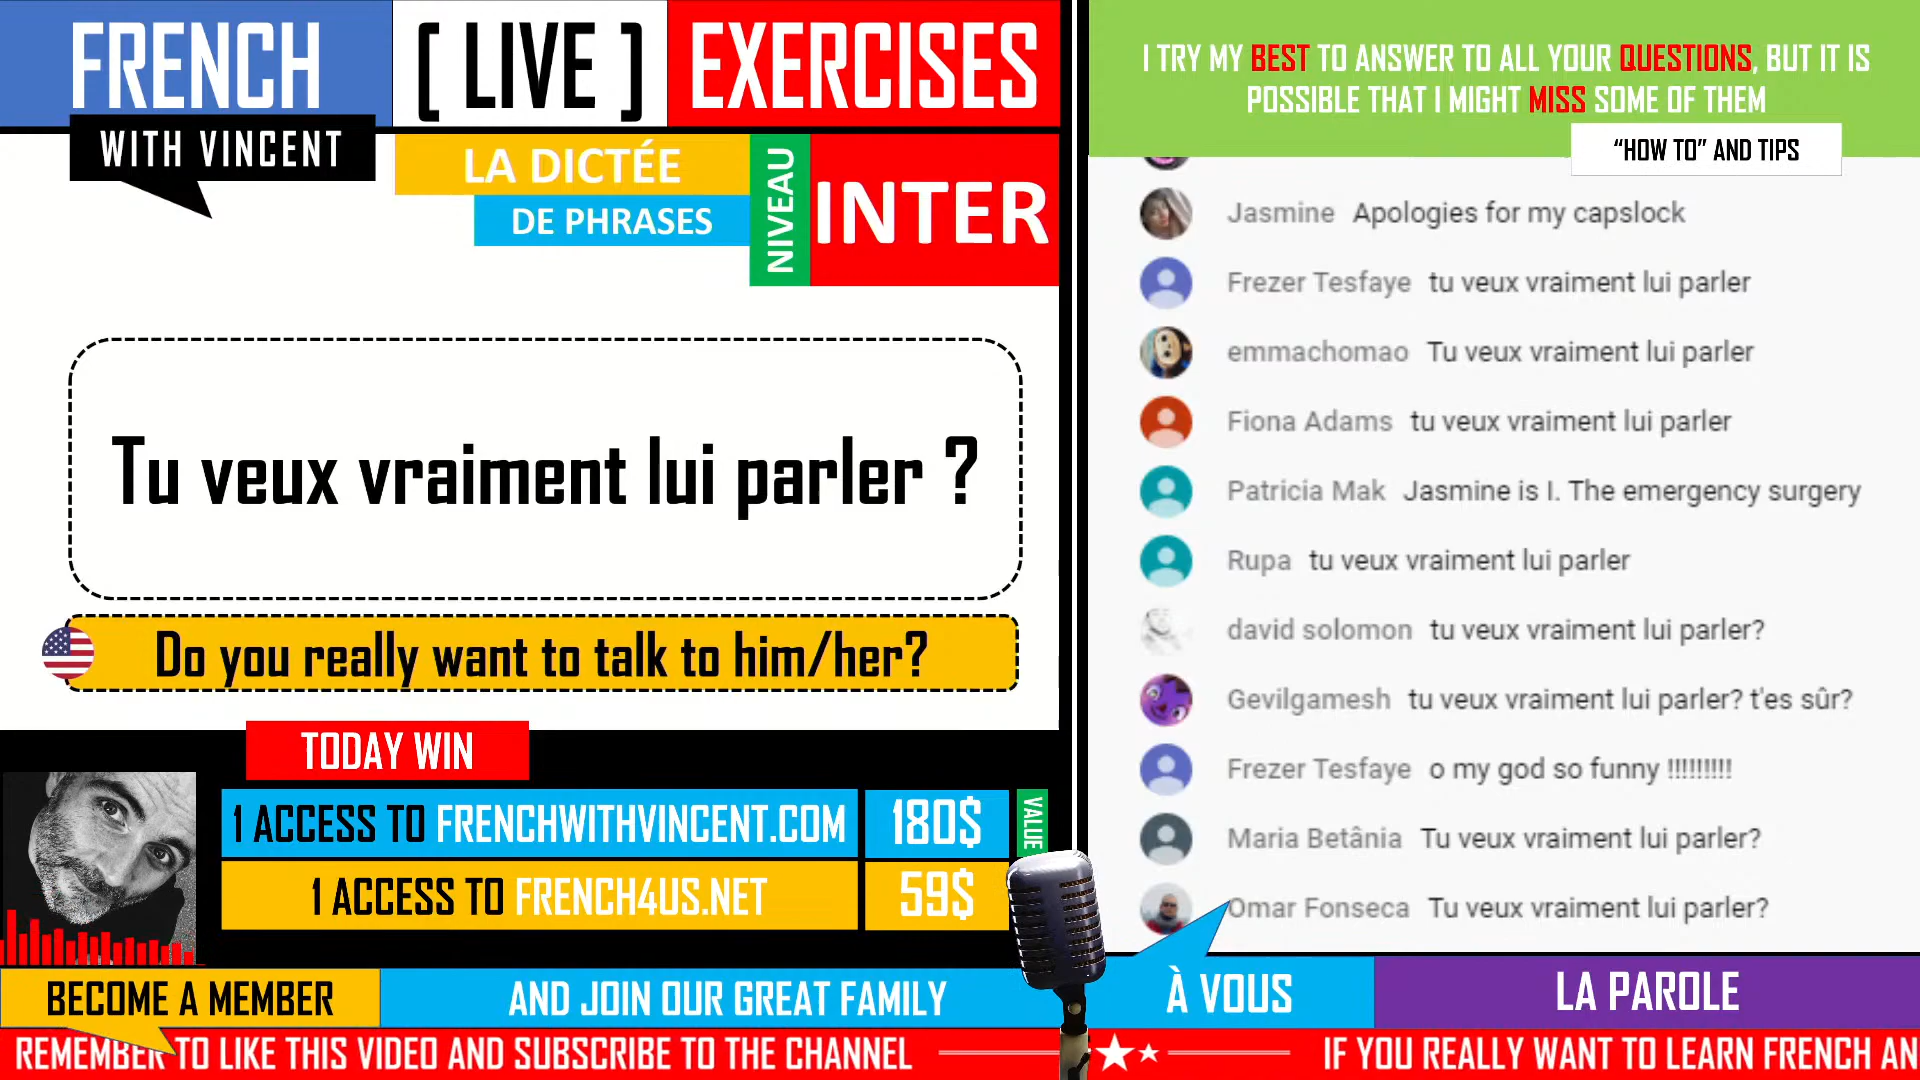 FRENCH [ LIVE ] EXERCISES
WITH VINCENT
LA DICTÉE
DE PHRASES
NIVEAU
INTER
Tu veux vraiment lui parler ?
Do you really want to talk to him/her?
TODAY WIN
1 ACCESS TO FRENCHWITHVINCENT.COM 180$
VALUE
1 ACCESS TO FRENCH4US.NET 59$
BECOME A MEMBER AND JOIN OUR GREAT FAMILY
I TRY MY BEST TO ANSWER TO ALL YOUR QUESTIONS, BUT IT IS
POSSIBLE THAT I MIGHT MISS SOME OF THEM
“HOW TO” AND TIPS
Jasmine Apologies for my capslock
Frezer Tesfaye tu veux vraiment lui parler
emmachomao Tu veux vraiment lui parler
Fiona Adams tu veux vraiment lui parler
Patricia Mak Jasmine is I. The emergency surgery
Rupa tu veux vraiment lui parler
david solomon tu veux vraiment lui parler?
Gevilgamesh tu veux vraiment lui parler? t'es sûr?
Frezer Tesfaye o my god so funny !!!!!!!!!
Maria Betânia Tu veux vraiment lui parler?
Omar Fonseca Tu veux vraiment lui parler?
À VOUS LA PAROLE
REMEMBER TO LIKE THIS VIDEO AND SUBSCRIBE TO THE CHANNEL IF YOU REALLY WANT TO LEARN FRENCH AN